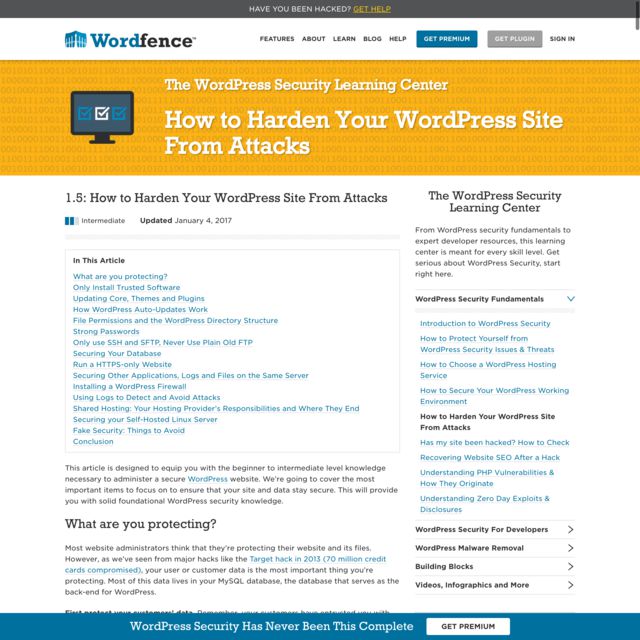 HAVE YOU BEEN HACKED? GET HELP
Wordfence™
FEATURES ABOUT LEARN BLOG HELP GET PREMIUM GET PLUGIN SIGN IN
The WordPress Security Learning Center
How to Harden Your WordPress Site
From Attacks
1.5: How to Harden Your WordPress Site From Attacks
Intermediate Updated January 4, 2017
In This Article
What are you protecting?
Only Install Trusted Software
Updating Core, Themes and Plugins
How WordPress Auto-Updates Work
File Permissions and the WordPress Directory Structure
Strong Passwords
Only use SSH and SFTP, Never Use Plain Old FTP
Securing Your Database
Run a HTTPS-only Website
Securing Other Applications, Logs and Files on the Same Server
Installing a WordPress Firewall
Using Logs to Detect and Avoid Attacks
Shared Hosting: Your Hosting Provider's Responsibilities and Where They End
Securing your Self-Hosted Linux Server
Fake Security: Things to Avoid
Conclusion
This article is designed to equip you with the beginner to intermediate level knowledge
necessary to administer a secure WordPress website. We're going to cover the most
important items to focus on to ensure that your site and data stay secure. This will provide
you with solid foundational WordPress security knowledge.
What are you protecting?
Most website administrators think that they're protecting their website and its files.
However, as we've seen from major hacks like the Target hack in 2013 (70 million credit
cards compromised), your user or customer data is the most important thing you're
protecting. Most of this data lives in your MySQL database, the database that serves as the
back-end for WordPress.
First protect your customers' data. Remember, your customers have entrusted you with
The WordPress Security
Learning Center
From WordPress security fundamentals to
expert developer resources, this learning
center is meant for every skill level. Get
serious about WordPress Security, start
right here.
WordPress Security Fundamentals
Introduction to WordPress Security
How to Protect Yourself from
WordPress Security Issues & Threats
How to Choose a WordPress Hosting
Service
How to Secure Your WordPress Working
Environment
How to Harden Your WordPress Site
From Attacks
Has my site been hacked? How to Check
Recovering Website SEO After a Hack
Understanding PHP Vulnerabilities &
How They Originate
Understanding Zero Day Exploits &
Disclosures
WordPress Security For Developers
WordPress Malware Removal
Building Blocks
Videos, Infographics and More
WordPress Security Has Never Been This Complete GET PREMIUM